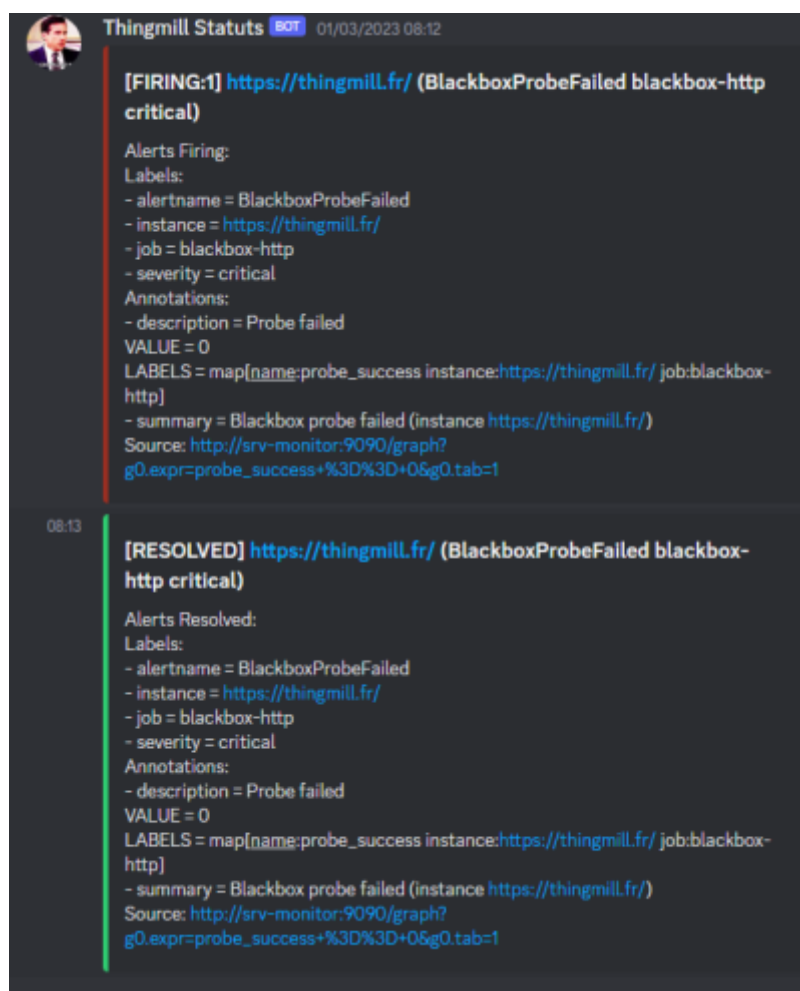 Thingmill Statuts BOT 01/03/2023 08:12
[FIRING:1] https://thingmill.fr/ (BlackboxProbeFailed blackbox-http
critical)
Alerts Firing:
Labels:
- alertname = BlackboxProbeFailed
- instance = https://thingmill.fr/
- job = blackbox-http
- severity = critical
Annotations:
- description = Probe failed
VALUE = 0
LABELS = map[name:probe_success instance:https://thingmill.fr/ job:blackbox-
http]
- summary = Blackbox probe failed (instance https://thingmill.fr/)
Source: http://srv-monitor:9090/graph?
g0.expr=probe_success+%3D%3D+0&g0.tab=1
08:13
[RESOLVED] https://thingmill.fr/ (BlackboxProbeFailed blackbox-
http critical)
Alerts Resolved:
Labels:
- alertname = BlackboxProbeFailed
- instance = https://thingmill.fr/
- job = blackbox-http
- severity = critical
Annotations:
- description = Probe failed
VALUE = 0
LABELS = map[name:probe_success instance:https://thingmill.fr/ job:blackbox-
http]
- summary = Blackbox probe failed (instance https://thingmill.fr/)
Source: http://srv-monitor:9090/graph?
g0.expr=probe_success+%3D%3D+0&g0.tab=1